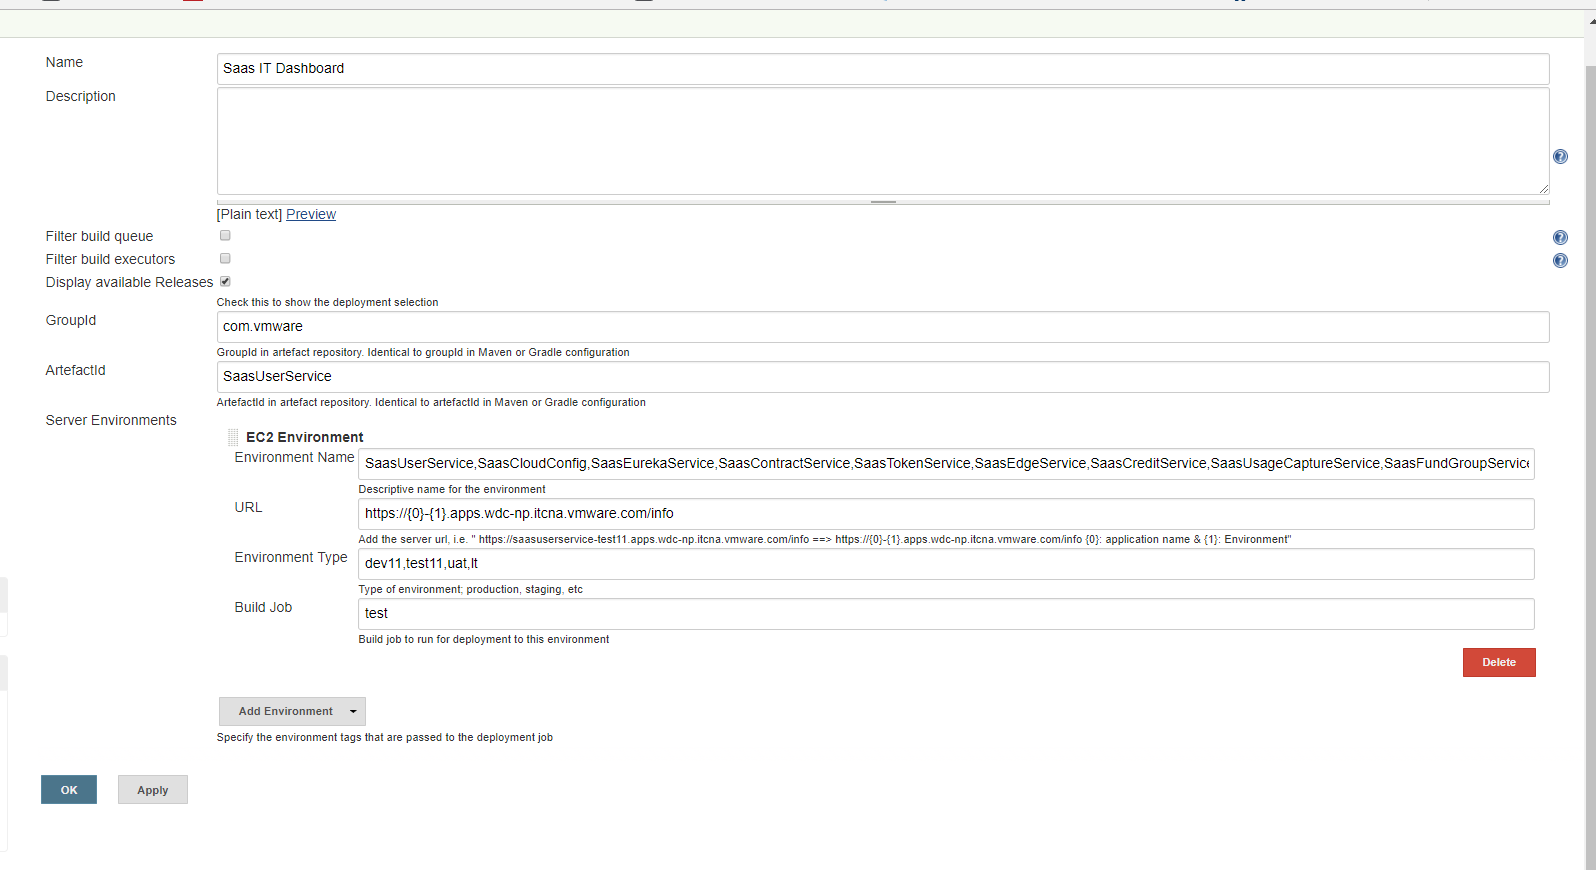 Name
Saas IT Dashboard
Description
[Plain text] Preview
Filter build queue
Filter build executors
Display available Releases
Check this to show the deployment selection
GroupId
com.vmware
GroupId in artefact repository. Identical to groupId in Maven or Gradle configuration
ArtefactId
SaasUserService
ArtefactId in artefact repository. Identical to artefactId in Maven or Gradle configuration
Server Environments
EC2 Environment
Environment Name
SaasUserService,SaasCloudConfig,SaasEurekaService,SaasContractService,SaasTokenService,SaasEdgeService,SaasCreditService,SaasUsageCaptureService,SaasFundGroupService
Descriptive name for the environment
URL
https://{0}-{1}.apps.wdc-np.itcna.vmware.com/info
Add the server url, i.e. " https://saasuserservice-test11.apps.wdc-np.itcna.vmware.com/info ==> https://{0}-{1}.apps.wdc-np.itcna.vmware.com/info {0}: application name & {1}: Environment"
Environment Type
dev11,test11,uat,lt
Type of environment; production, staging, etc
Build Job
test
Build job to run for deployment to this environment
Delete
Add Environment
Specify the environment tags that are passed to the deployment job
OK
Apply